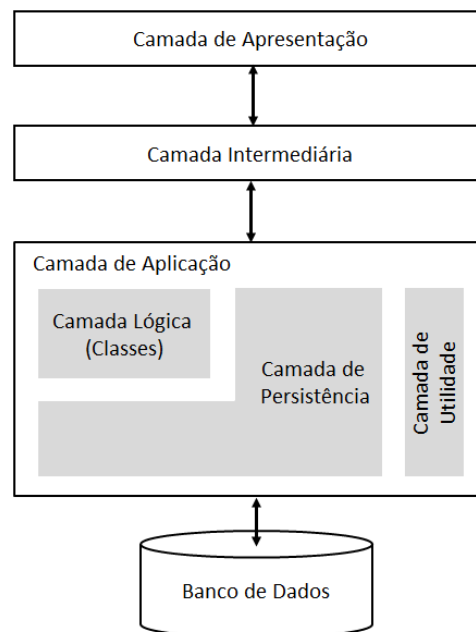 Camada de Apresentação
Camada Intermediária
Camada de Aplicação
Camada Lógica
(Classes)
Camada de
Persistência
Camada de
Utilidade
Banco de Dados